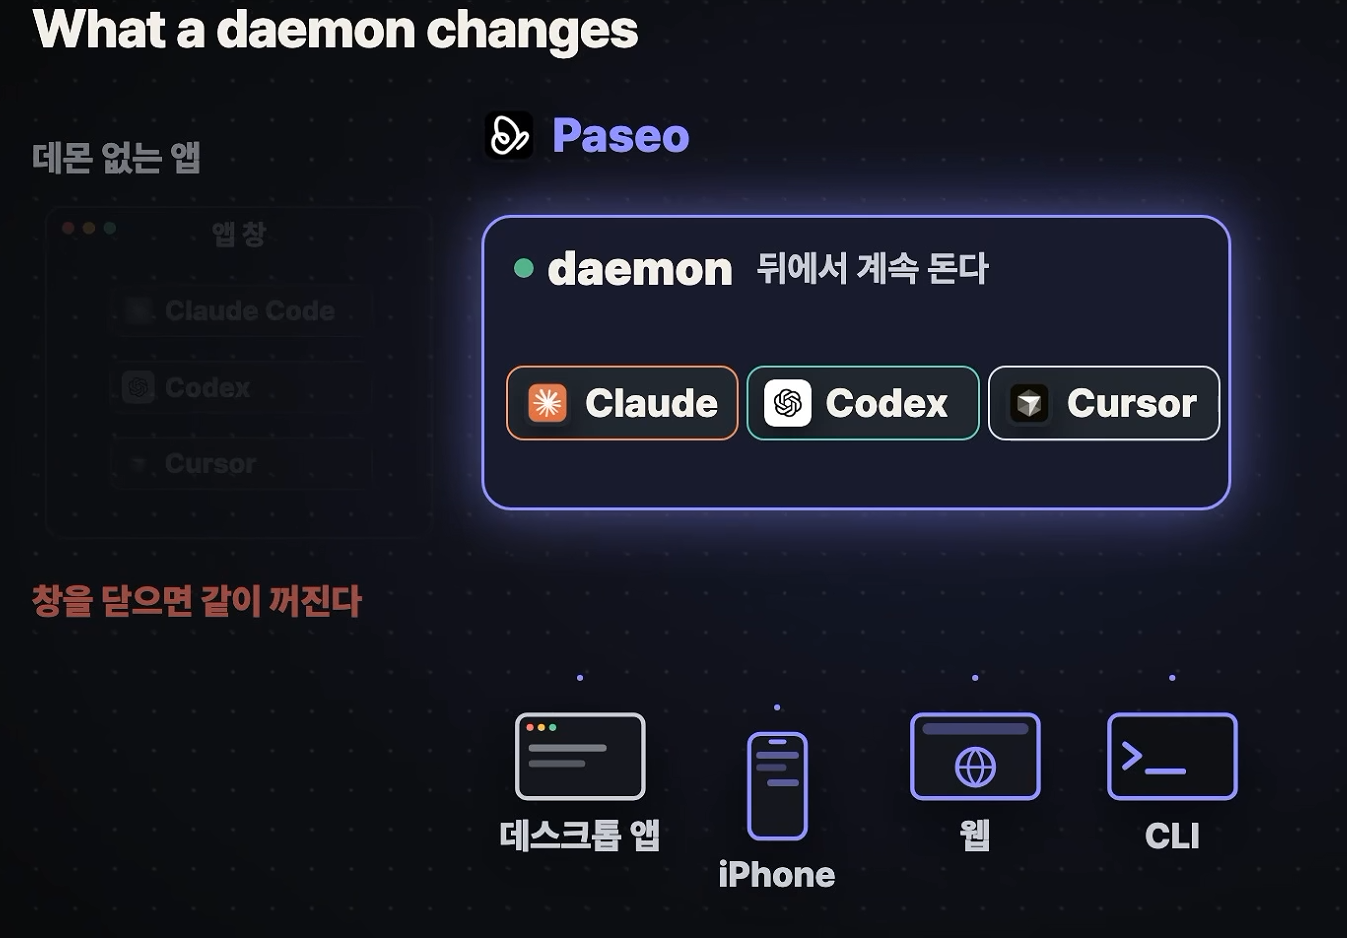 What a daemon changes
데몬 없는 앱
앱 창
Claude Code
Codex
Cursor
창을 닫으면 같이 꺼진다
Paseo
daemon 뒤에서 계속 돈다
Claude
Codex
Cursor
데스크톱 앱
iPhone
웹
CLI